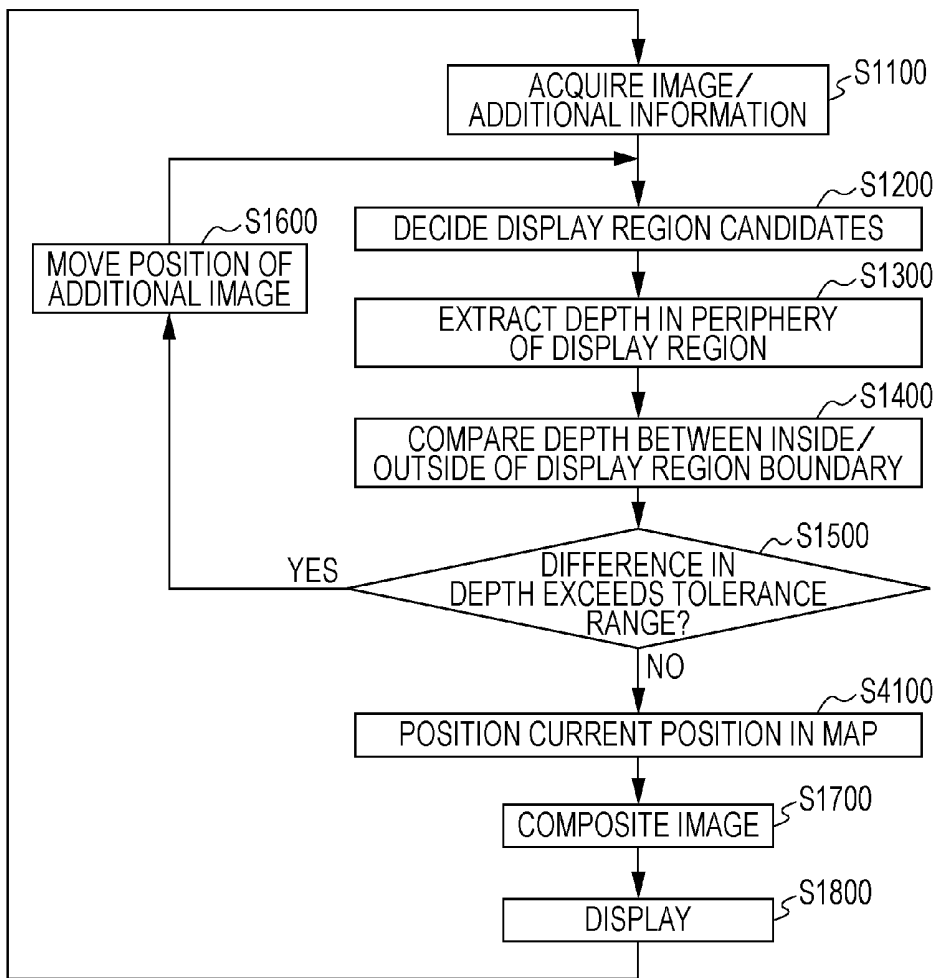 S1100
ACQUIRE IMAGE/
ADDITIONAL INFORMATION
S1200
DECIDE DISPLAY REGION CANDIDATES
S1600
MOVE POSITION OF
ADDITIONAL IMAGE
S1300
EXTRACT DEPTH IN PERIPHERY
OF DISPLAY REGION
S1400
COMPARE DEPTH BETWEEN INSIDE/
OUTSIDE OF DISPLAY REGION BOUNDARY
S1500
YES
DIFFERENCE IN
DEPTH EXCEEDS TOLERANCE
RANGE?
NO
S4100
POSITION CURRENT POSITION IN MAP
S1700
COMPOSITE IMAGE
S1800
DISPLAY